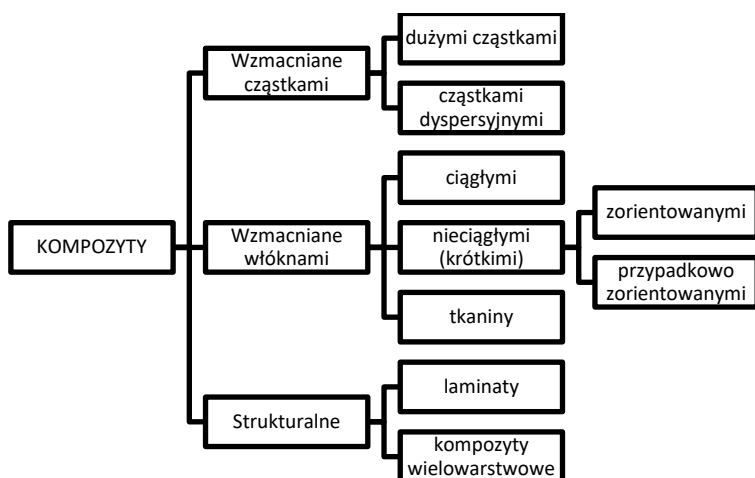 KOMPOZYTY
Wzmacniane
cząstkami
dużymi cząstkami
cząstkami
dyspersyjnymi
Wzmacniane
włóknami
ciągłymi
nieciągłymi
(krótkimi)
zorientowanymi
przypadkowo
zorientowanymi
tkaniny
Strukturalne
laminaty
kompozyty
wielowarstwowe